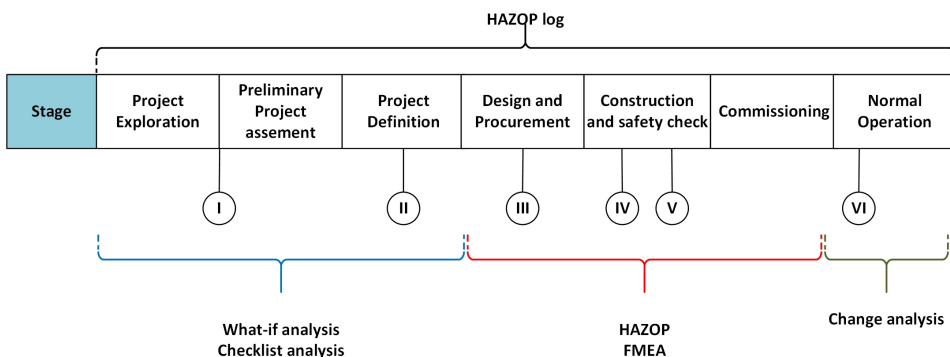 HAZOP log
Stage
Project
Exploration
Preliminary
Project
assement
Project
Definition
Design and
Procurement
Construction
and safety check
Commissioning
Normal
Operation
I
II
III
IV
V
VI
What-if analysis
Checklist analysis
HAZOP
FMEA
Change analysis